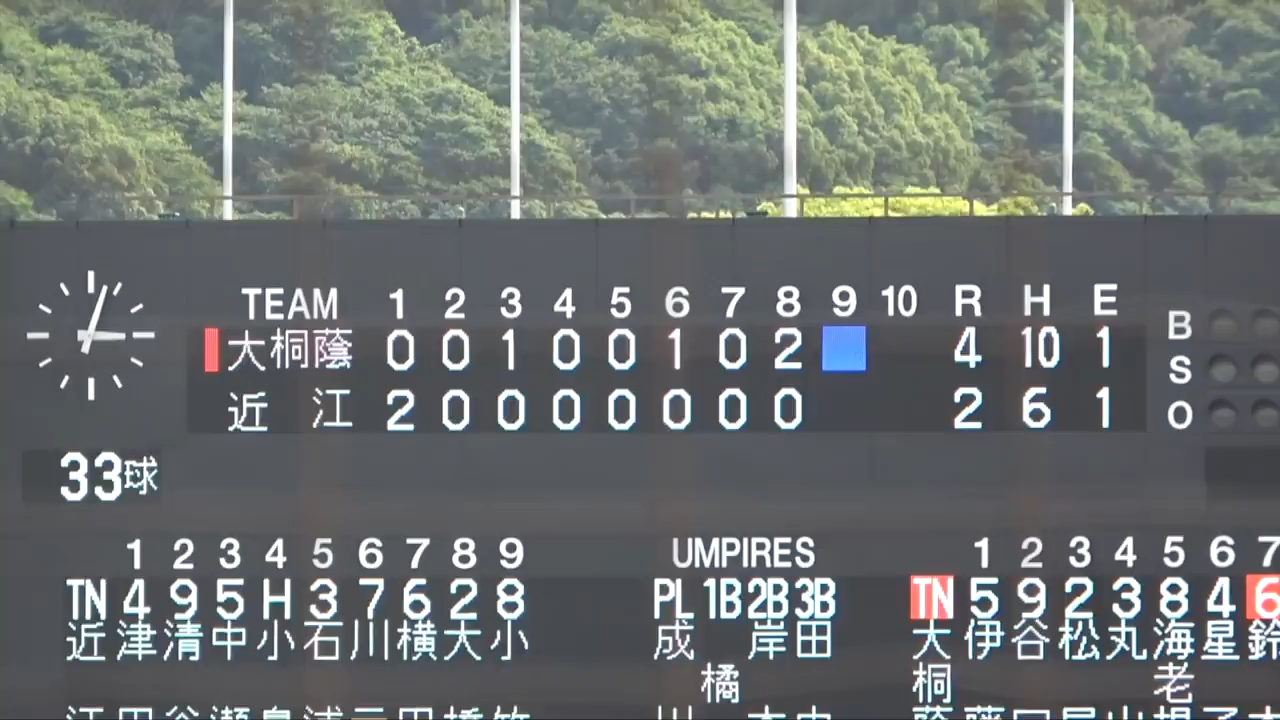 TEAM 1 2 3 4 5 6 7 8 9 10 R H E
大桐蔭 0 0 1 0 0 1 0 2 4 10 1
近江 2 0 0 0 0 0 0 0 2 6 1
B
S
O
33球
1 2 3 4 5 6 7 8 9
TN 4 9 5 H 3 7 6 2 8
近 津 清 中 小 石 川 横 大 小
UMPIRES
PL 1B 2B 3B
成 岸 田
橘
1 2 3 4 5 6 7
TN 5 9 2 3 8 4 6
大 伊 谷 松 丸 海 星 鈴
桐 老